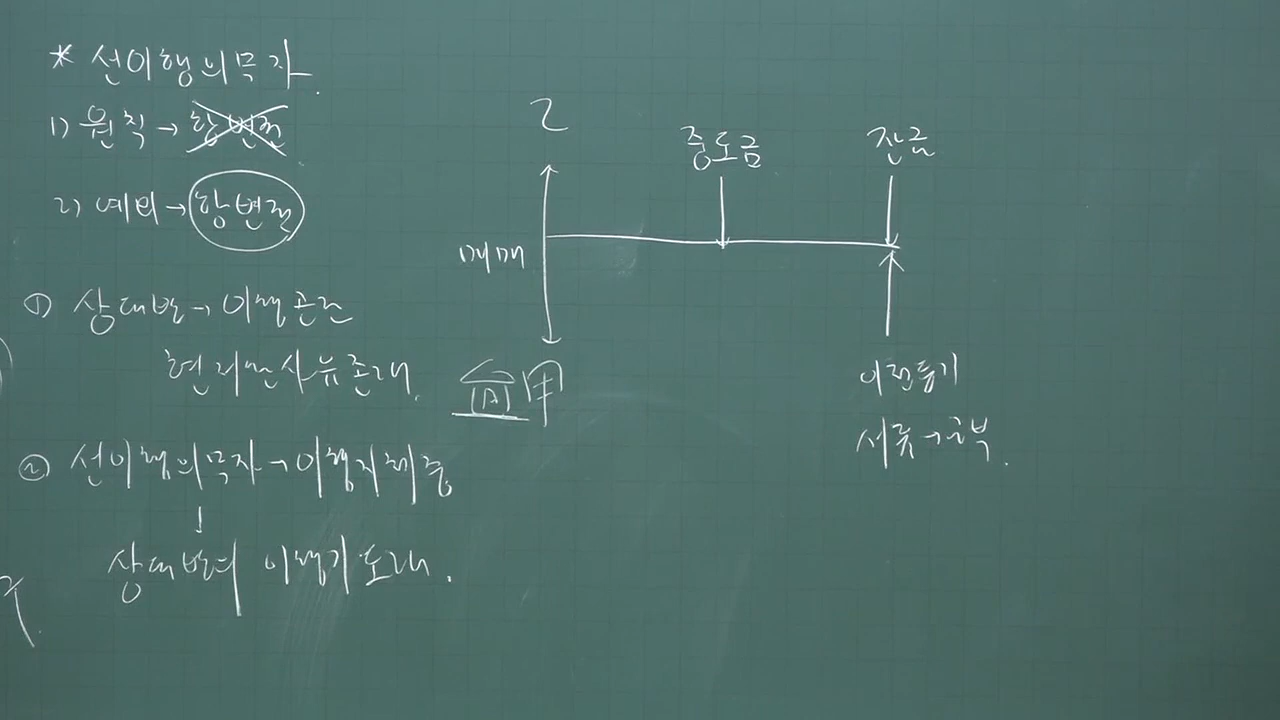 * 선이행의무자.
1) 원칙 → 항변권
2) 예외 → 항변권
① 상대방 → 이행곤란
현저한사유존재.
② 선이행의무자 → 이행지체중
↓
상대방의 이행기 도래.
乙
매매
甲
중도금
잔금
이전등기
서류 → 교부.